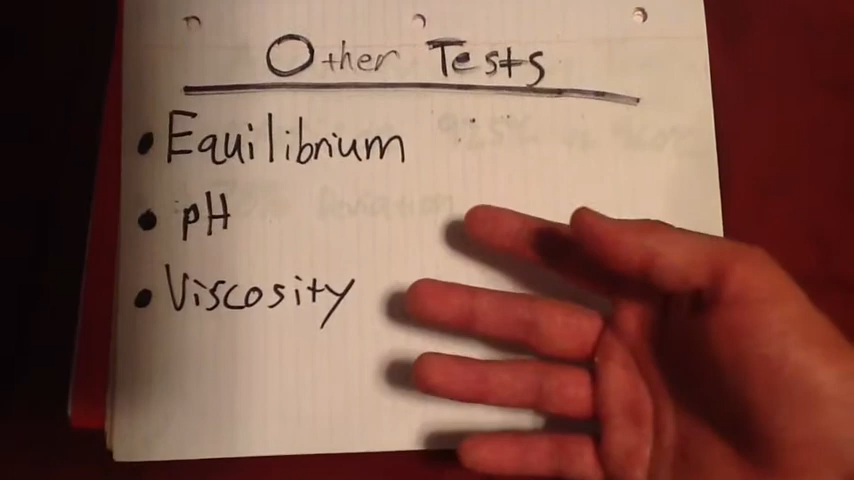 Other Tests
• Equilibrium
• pH
• Viscosity